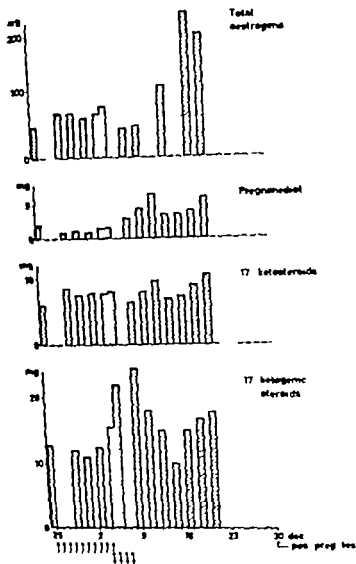 Total
oestrogens
200
100
0
mg
Pregnanediol
5
0
mg
17 ketosteroids
10
0
mg
17 ketogenic
steroids
20
10
0
25 2 9 16 23 30 dec
pos preg tes